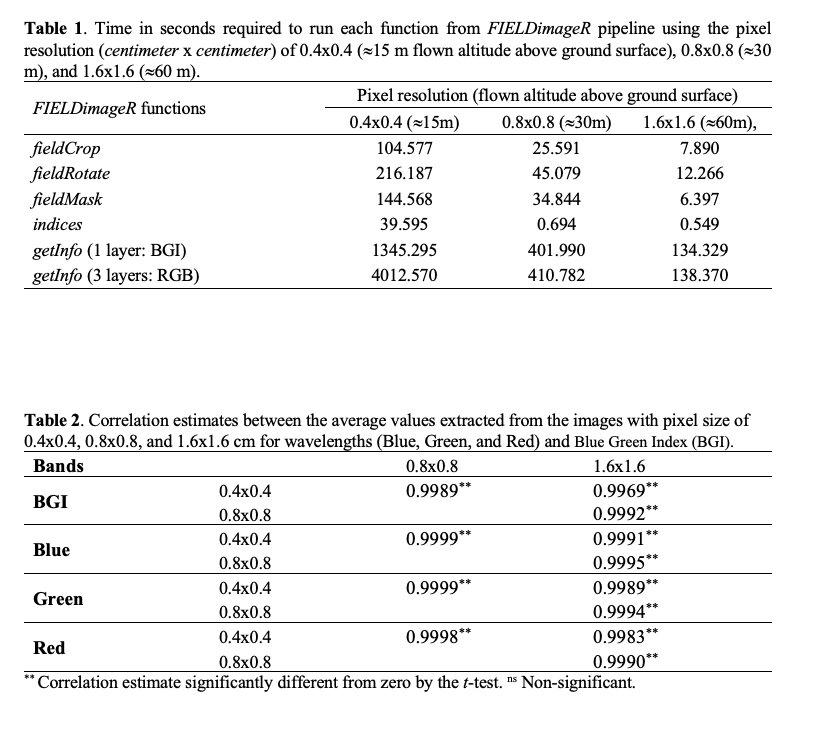 Table 1. Time in seconds required to run each function from FIELDimageR pipeline using the pixel
resolution (centimeter x centimeter) of 0.4x0.4 (≈15 m flown altitude above ground surface), 0.8x0.8 (≈30
m), and 1.6x1.6 (≈60 m).
Pixel resolution (flown altitude above ground surface)
FIELDimageR functions
0.4x0.4 (≈15m) 0.8x0.8 (≈30m) 1.6x1.6 (≈60m),
fieldCrop 104.577 25.591 7.890
fieldRotate 216.187 45.079 12.266
fieldMask 144.568 34.844 6.397
indices 39.595 0.694 0.549
getInfo (1 layer: BGI) 1345.295 401.990 134.329
getInfo (3 layers: RGB) 4012.570 410.782 138.370
Table 2. Correlation estimates between the average values extracted from the images with pixel size of
0.4x0.4, 0.8x0.8, and 1.6x1.6 cm for wavelengths (Blue, Green, and Red) and Blue Green Index (BGI).
Bands 0.8x0.8 1.6x1.6
BGI
0.4x0.4 0.9989** 0.9969**
0.8x0.8 0.9992**
Blue
0.4x0.4 0.9999** 0.9991**
0.8x0.8 0.9995**
Green
0.4x0.4 0.9999** 0.9989**
0.8x0.8 0.9994**
Red
0.4x0.4 0.9998** 0.9983**
0.8x0.8 0.9990**
** Correlation estimate significantly different from zero by the t-test. ns Non-significant.